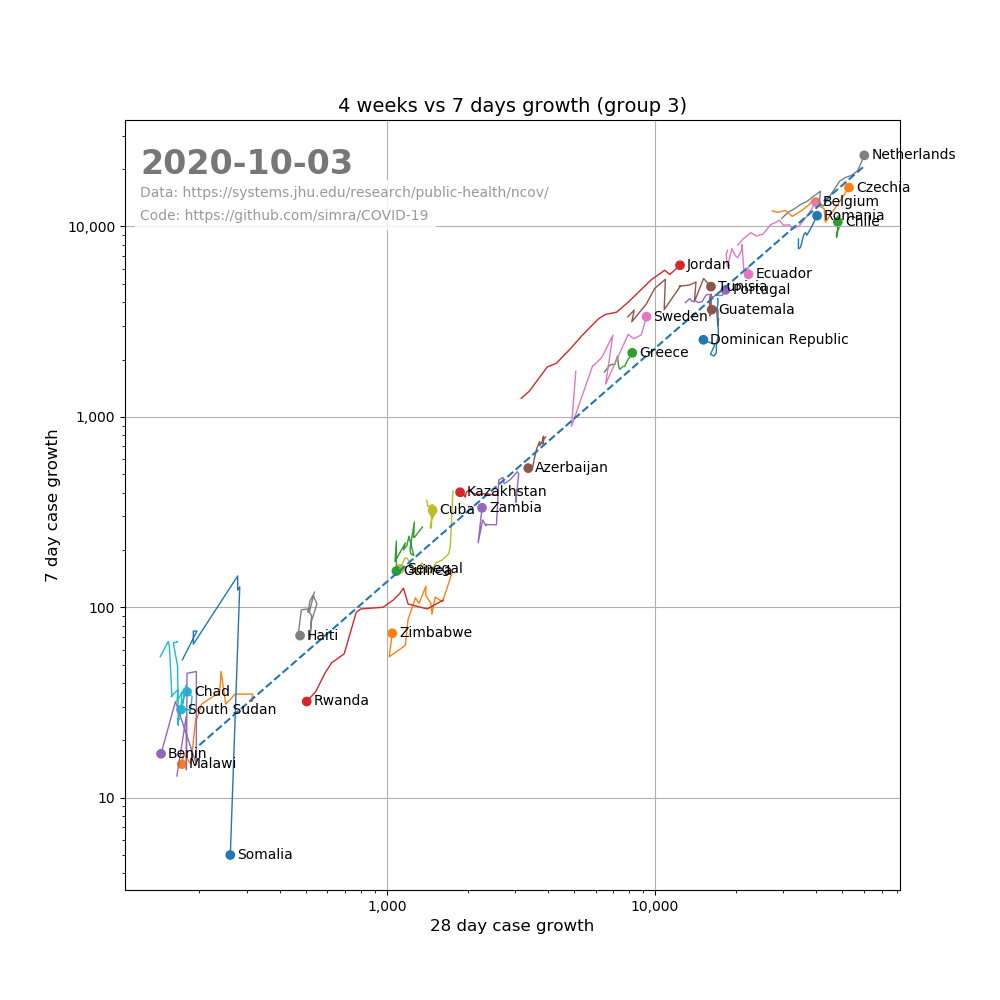 4 weeks vs 7 days growth (group 3)
2020-10-03
Data: https://systems.jhu.edu/research/public-health/ncov/
Code: https://github.com/simra/COVID-19
Netherlands
Czechia
Belgium
Romania
Chile
10,000
Jordan
Ecuador
Tunisia
Portugal
Guatemala
Sweden
Dominican Republic
Greece
1,000
Azerbaijan
Kazakhstan
Zambia
Cuba
Senegal
Guinea
100
Zimbabwe
Haiti
Chad
Rwanda
South Sudan
Benin
Malawi
10
Somalia
7 day case growth
1,000
10,000
28 day case growth